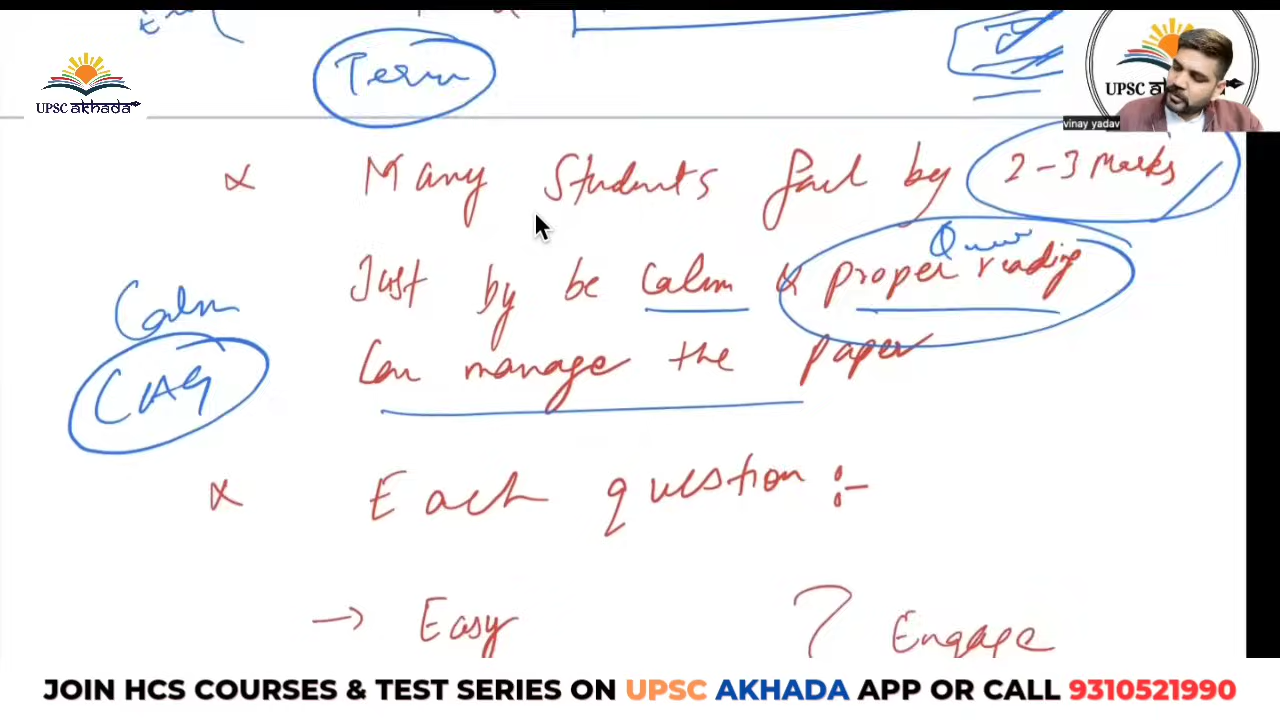 Term
UPSC akhada
UPSC ak
vinay yadav
Many Students fail by 2-3 Marks
Just by be Calm & proper reading
Calm
Can manage the paper
CAG
Each question :-
→ Easy
? Engage
JOIN HCS COURSES & TEST SERIES ON UPSC AKHADA APP OR CALL 9310521990